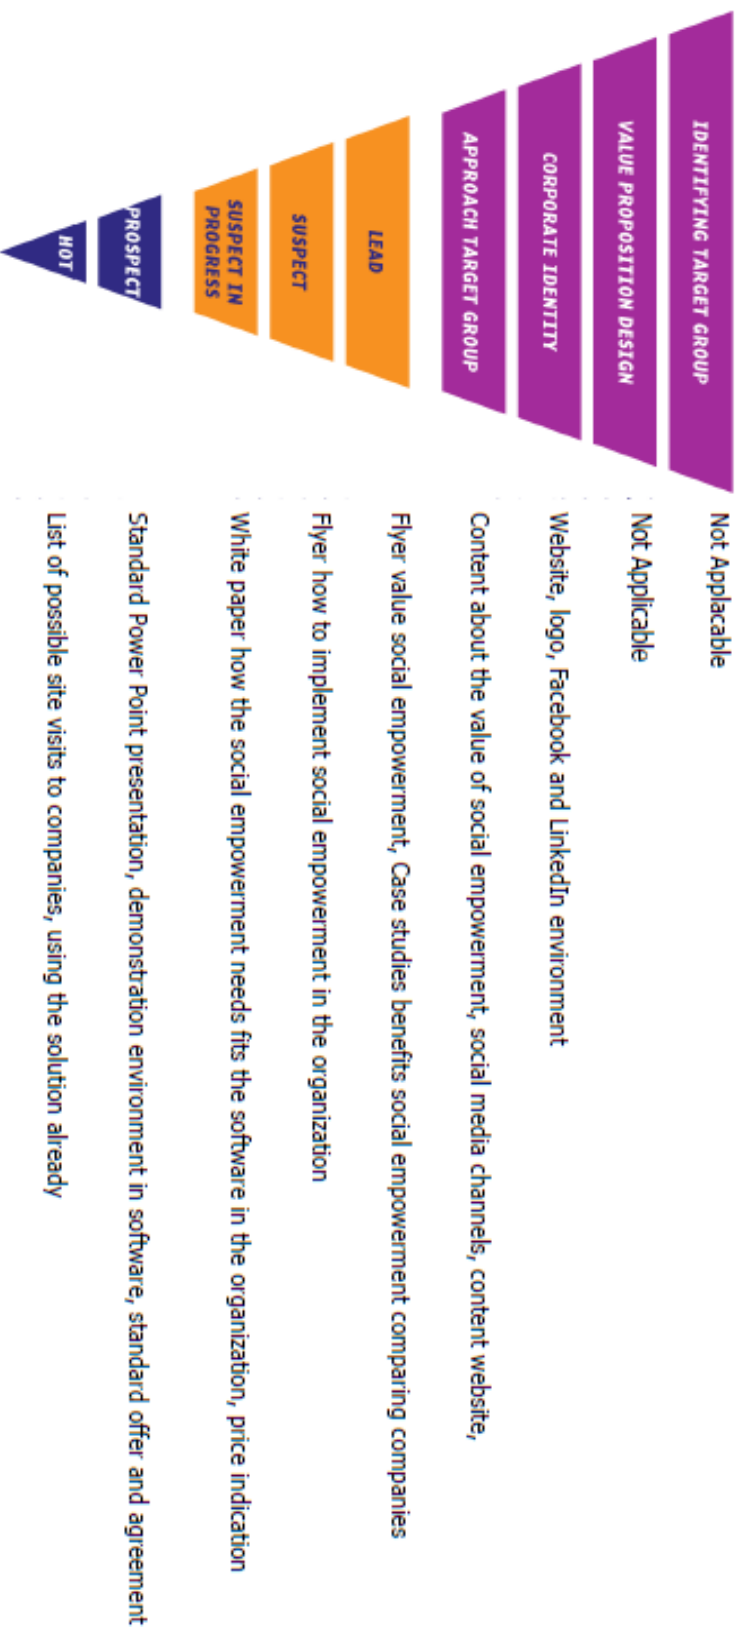 IDENTIFYING TARGET GROUP
Not Applacable
VALUE PROPOSITION DESIGN
Not Applicable
CORPORATE IDENTITY
Website, logo, Facebook and LinkedIn environment
APPROACH TARGET GROUP
Content about the value of social empowerment, social media channels, content website,
LEAD
Flyer value social empowerment, Case studies benefits social empowerment comparing companies
SUSPECT
Flyer how to implement social empowerment in the organization
SUSPECT IN
PROGRESS
White paper how the social empowerment needs fits the software in the organization, price indication
PROSPECT
Standard Power Point presentation, demonstration environment in software, standard offer and agreement
HOT
List of possible site visits to companies, using the solution already